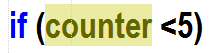 if (counter <5)